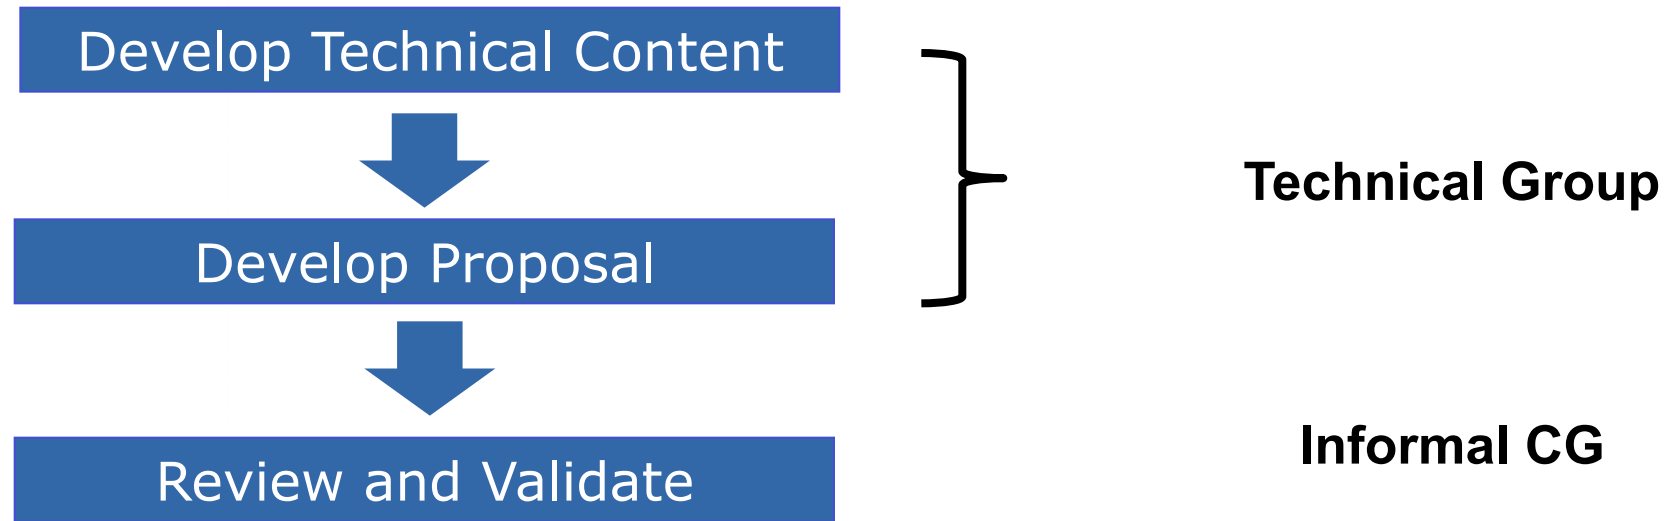 Develop Technical Content
Technical Group
Develop Proposal
Informal CG
Review and Validate